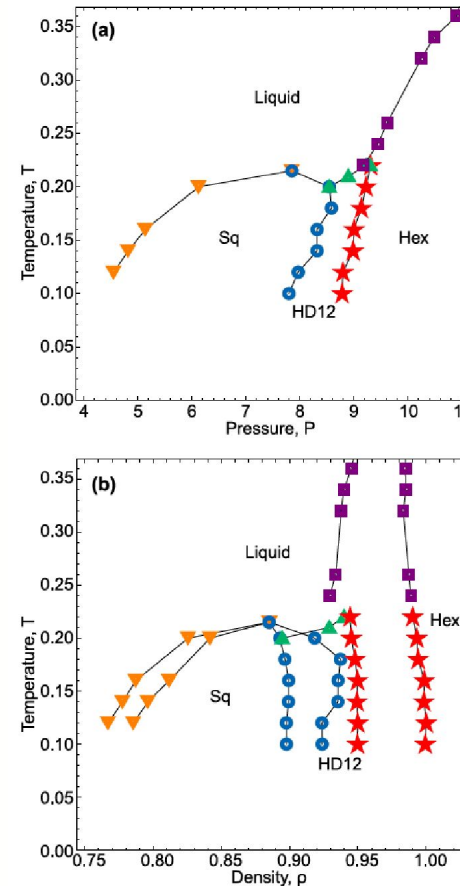 (a)
0.35
0.30
0.25
0.20
0.15
0.10
0.05
0.00
Temperature, T
Liquid
Sq
Hex
HD12
4 5 6 7 8 9 10
Pressure, P
(b)
0.35
0.30
0.25
0.20
0.15
0.10
0.05
0.00
Temperature, T
Liquid
Hex
Sq
HD12
0.75 0.80 0.85 0.90 0.95 1.00
Density, ρ